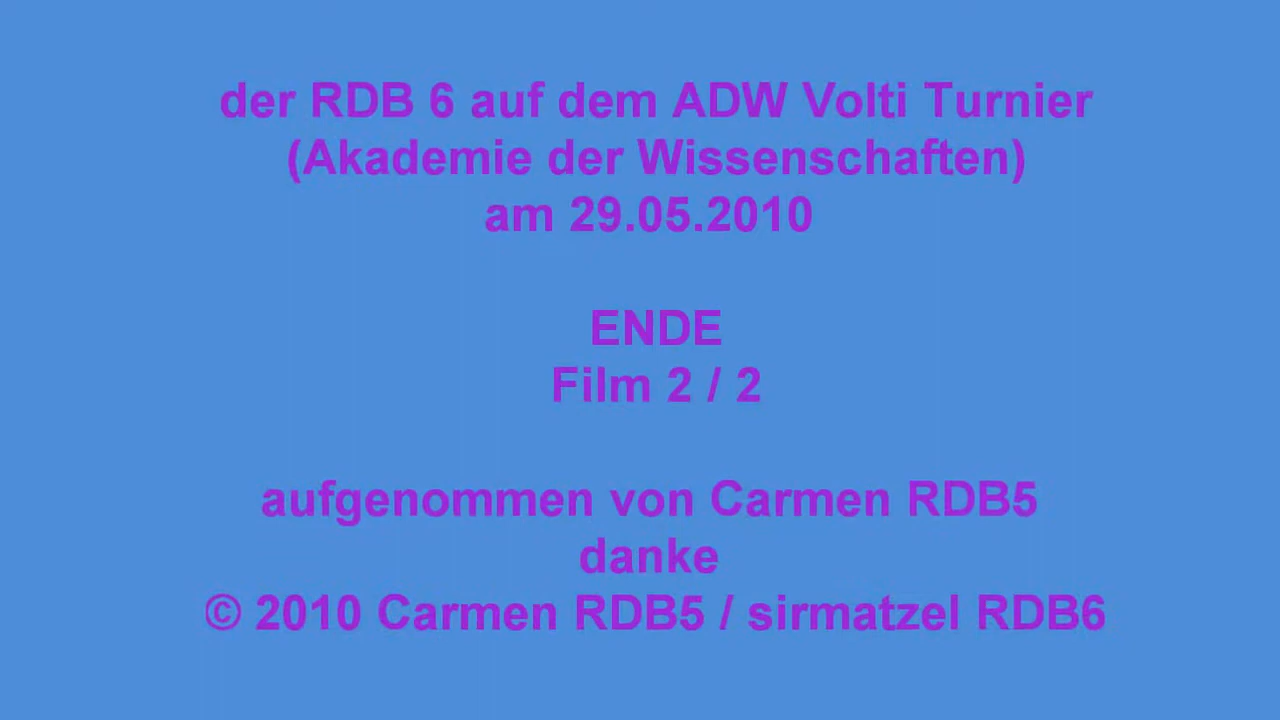 der RDB 6 auf dem ADW Volti Turnier
(Akademie der Wissenschaften)
am 29.05.2010
ENDE
Film 2 / 2
aufgenommen von Carmen RDB5
danke
© 2010 Carmen RDB5 / sirmatzel RDB6